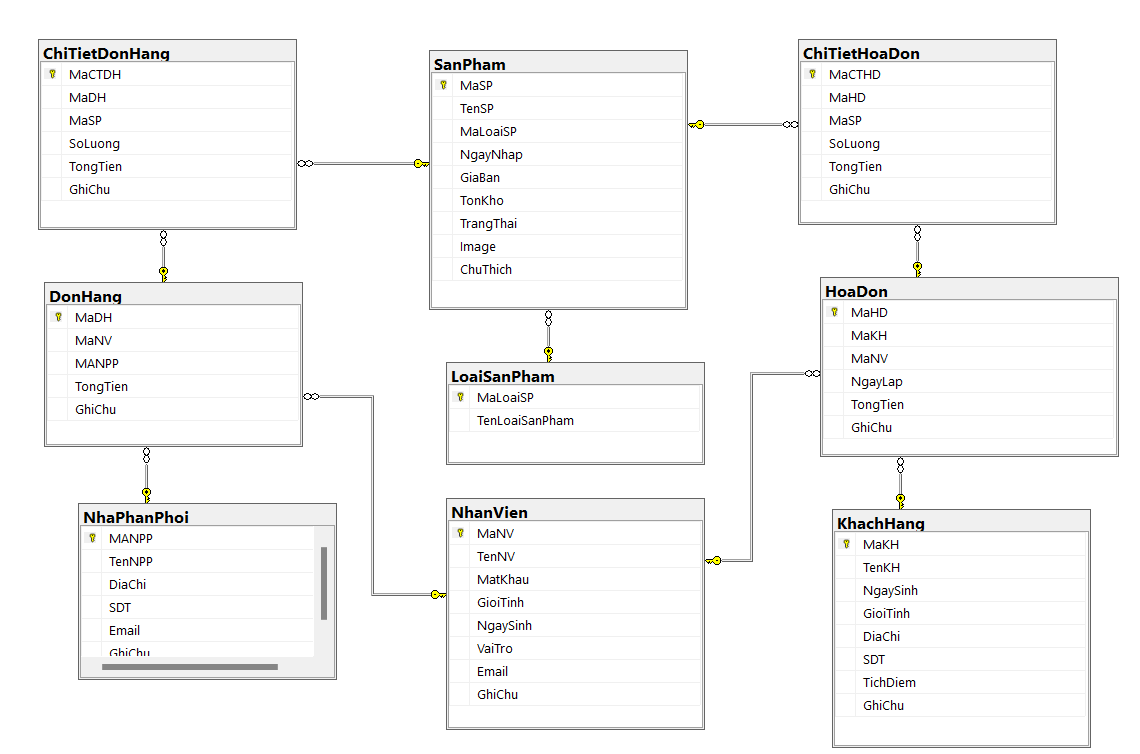 ChiTietDonHang
MaCTDH
MaDH
MaSP
SoLuong
TongTien
GhiChu
SanPham
MaSP
TenSP
MaLoaiSP
NgayNhap
GiaBan
TonKho
TrangThai
Image
ChuThich
ChiTietHoaDon
MaCTHD
MaHD
MaSP
SoLuong
TongTien
GhiChu
DonHang
MaDH
MaNV
MANPP
TongTien
GhiChu
LoaiSanPham
MaLoaiSP
TenLoaiSanPham
HoaDon
MaHD
MaKH
MaNV
NgayLap
TongTien
GhiChu
NhaPhanPhoi
MANPP
TenNPP
DiaChi
SDT
Email
GhiChu
NhanVien
MaNV
TenNV
MatKhau
GioiTinh
NgaySinh
VaiTro
Email
GhiChu
KhachHang
MaKH
TenKH
NgaySinh
GioiTinh
DiaChi
SDT
TichDiem
GhiChu